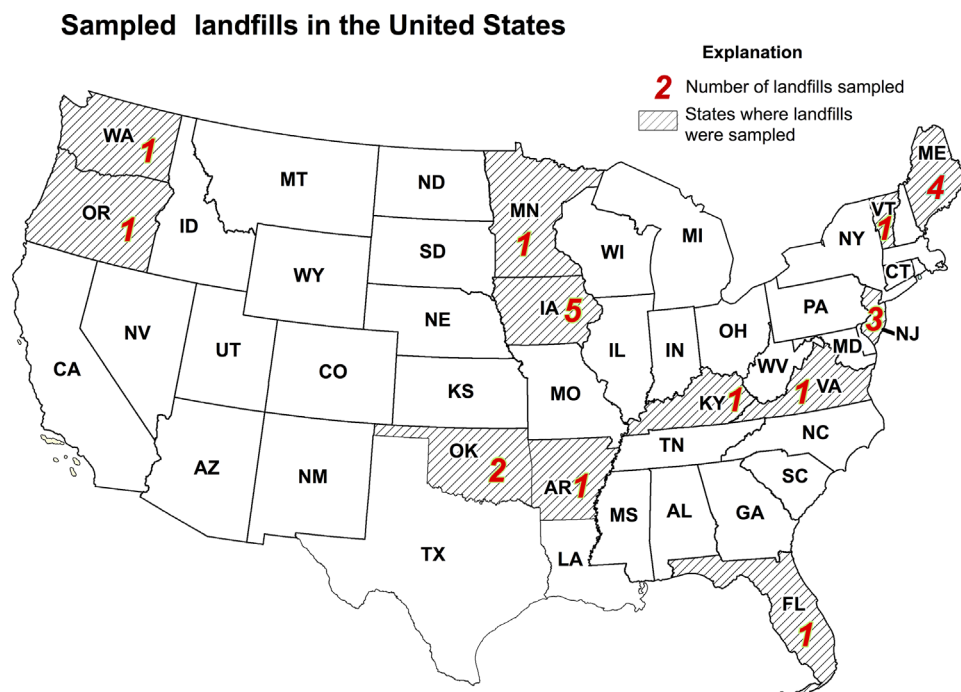 Sampled landfills in the United States
Explanation
2 Number of landfills sampled
States where landfills
were sampled
WA 1
OR 1
ID
MT
ND
MN 1
SD
WY
NE
IA 5
WI
MI
ME 4
VT 1
NY
CT
PA
NJ 3
MD
OH
WV
VA 1
KY 1
IN
IL
MO
KS
CO
UT
NV
CA
AZ
NM
OK 2
AR 1
TN
NC
SC
GA
AL
MS
LA
TX
FL 1